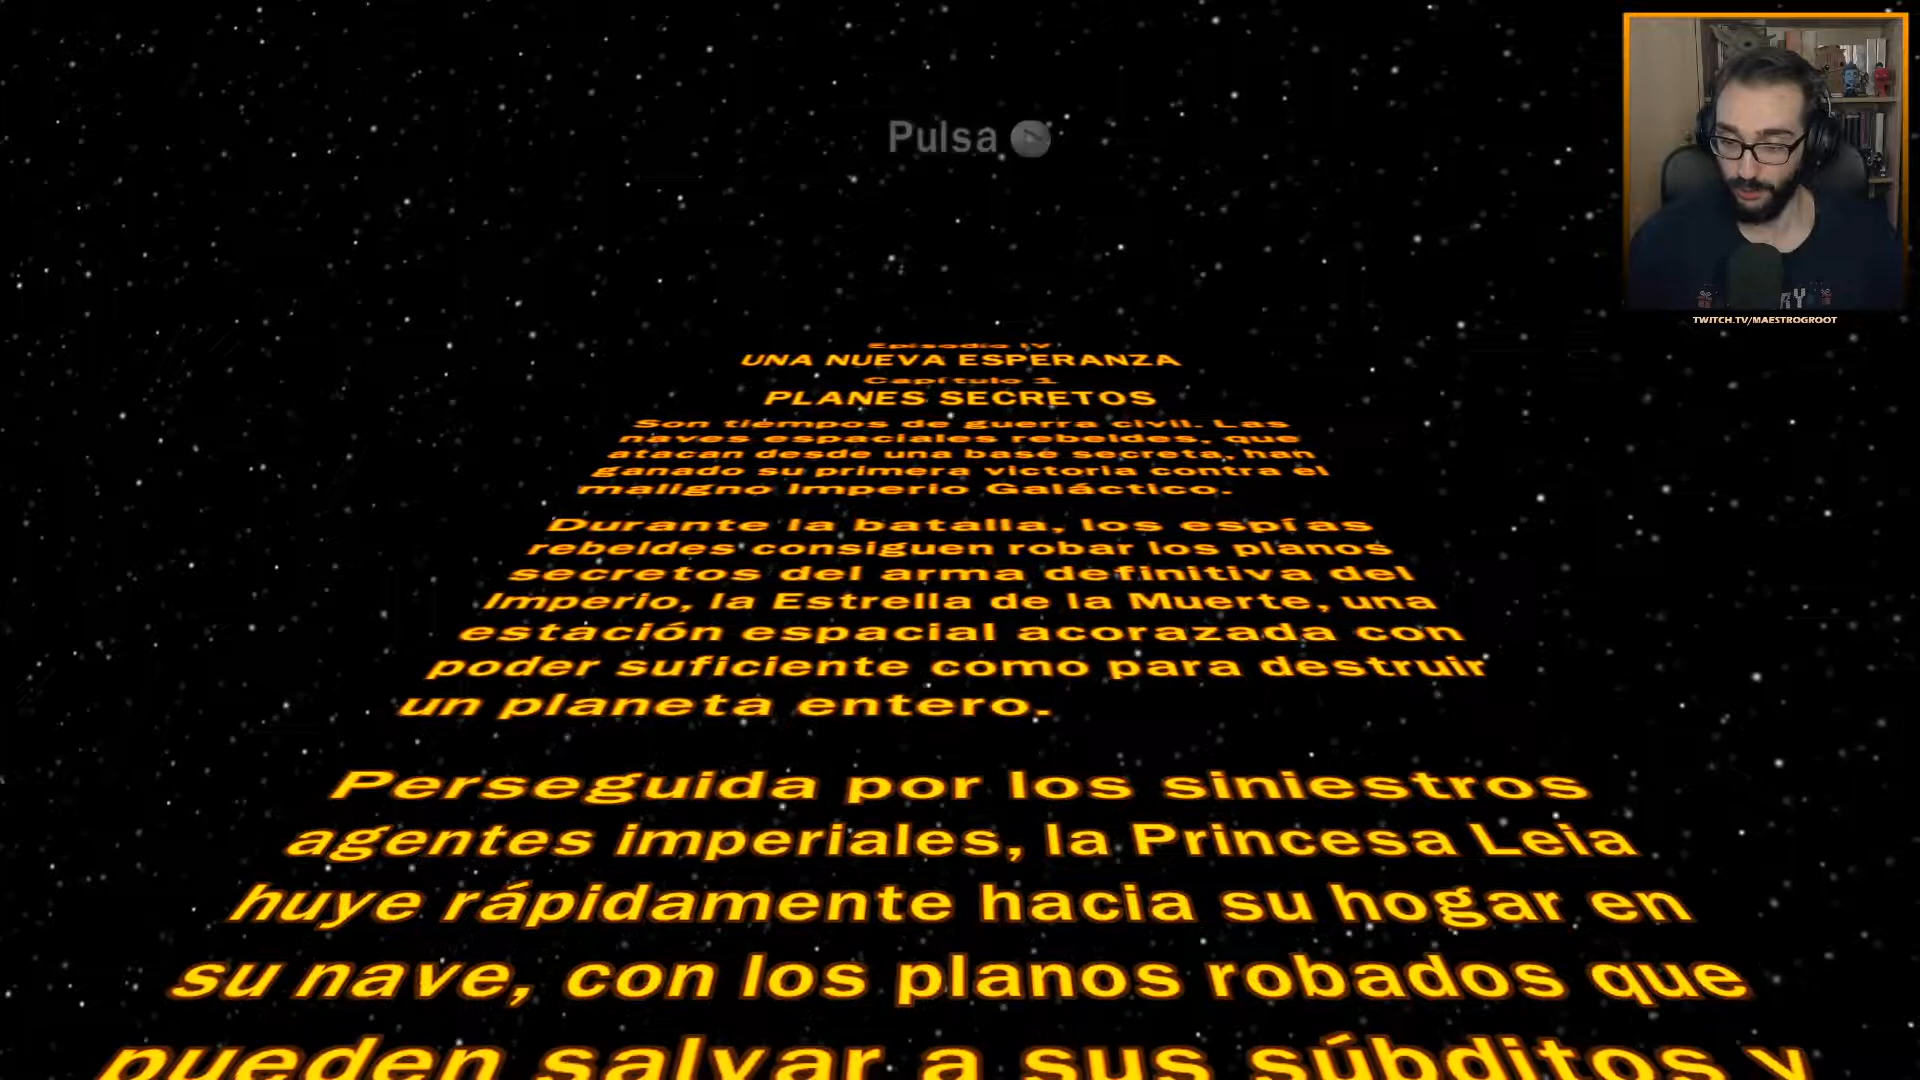 Pulsa
TWITCH.TV/MAESTROGROOT
Episodio IV
UNA NUEVA ESPERANZA
Capítulo 1
PLANES SECRETOS
Son tiempos de guerra civil. Las
naves espaciales rebeldes, que
atacan desde una base secreta, han
ganado su primera victoria contra el
maligno Imperio Galáctico.
Durante la batalla, los espías
rebeldes consiguen robar los planos
secretos del arma definitiva del
Imperio, la Estrella de la Muerte, una
estación espacial acorazada con
poder suficiente como para destruir
un planeta entero.
Perseguida por los siniestros
agentes imperiales, la Princesa Leia
huye rápidamente hacia su hogar en
su nave, con los planos robados que
pueden salvar a sus súbditos y